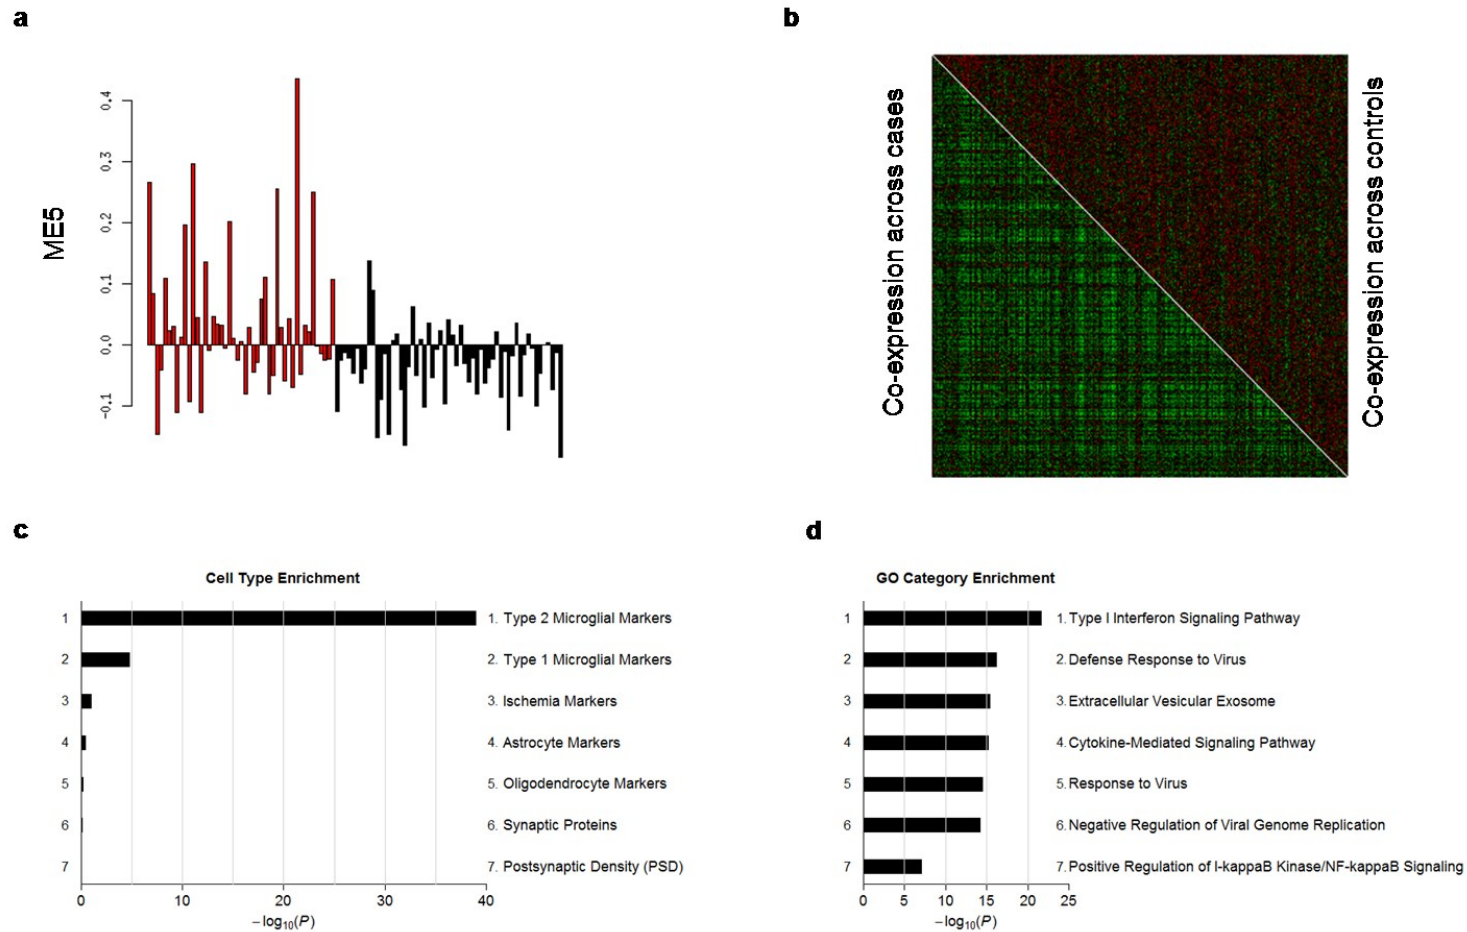 a
b
0.4
0.3
0.2
0.1
0.0
−0.1
ME5
Co-expression across cases
Co-expression across controls
c
d
Cell Type Enrichment
1
1. Type 2 Microglial Markers
2
2. Type 1 Microglial Markers
3
3. Ischemia Markers
4
4. Astrocyte Markers
5
5. Oligodendrocyte Markers
6
6. Synaptic Proteins
7
7. Postsynaptic Density (PSD)
0 10 20 30 40
−log10(P)
GO Category Enrichment
1
1. Type I Interferon Signaling Pathway
2
2. Defense Response to Virus
3
3. Extracellular Vesicular Exosome
4
4. Cytokine-Mediated Signaling Pathway
5
5. Response to Virus
6
6. Negative Regulation of Viral Genome Replication
7
7. Positive Regulation of I-kappaB Kinase/NF-kappaB Signaling
0 5 10 15 20 25
−log10(P)